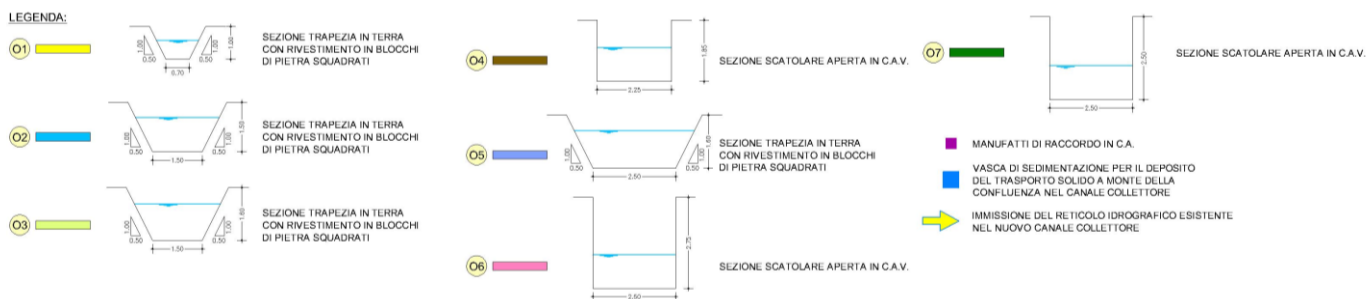 LEGENDA:
O1
1.00
0.50
0.70
1.00
0.50
1.00
SEZIONE TRAPEZIA IN TERRA
CON RIVESTIMENTO IN BLOCCHI
DI PIETRA SQUADRATI
O2
1.00
0.50
1.50
1.00
0.50
1.50
SEZIONE TRAPEZIA IN TERRA
CON RIVESTIMENTO IN BLOCCHI
DI PIETRA SQUADRATI
O3
1.00
0.50
1.50
1.00
0.50
1.60
SEZIONE TRAPEZIA IN TERRA
CON RIVESTIMENTO IN BLOCCHI
DI PIETRA SQUADRATI
O4
2.25
1.85
SEZIONE SCATOLARE APERTA IN C.A.V.
O5
1.00
0.50
2.50
1.00
0.50
1.60
SEZIONE TRAPEZIA IN TERRA
CON RIVESTIMENTO IN BLOCCHI
DI PIETRA SQUADRATI
O6
2.50
2.75
SEZIONE SCATOLARE APERTA IN C.A.V.
O7
2.50
2.50
SEZIONE SCATOLARE APERTA IN C.A.V.
MANUFATTI DI RACCORDO IN C.A.
VASCA DI SEDIMENTAZIONE PER IL DEPOSITO
DEL TRASPORTO SOLIDO A MONTE DELLA
CONFLUENZA NEL CANALE COLLETTORE
IMMISSIONE DEL RETICOLO IDROGRAFICO ESISTENTE
NEL NUOVO CANALE COLLETTORE